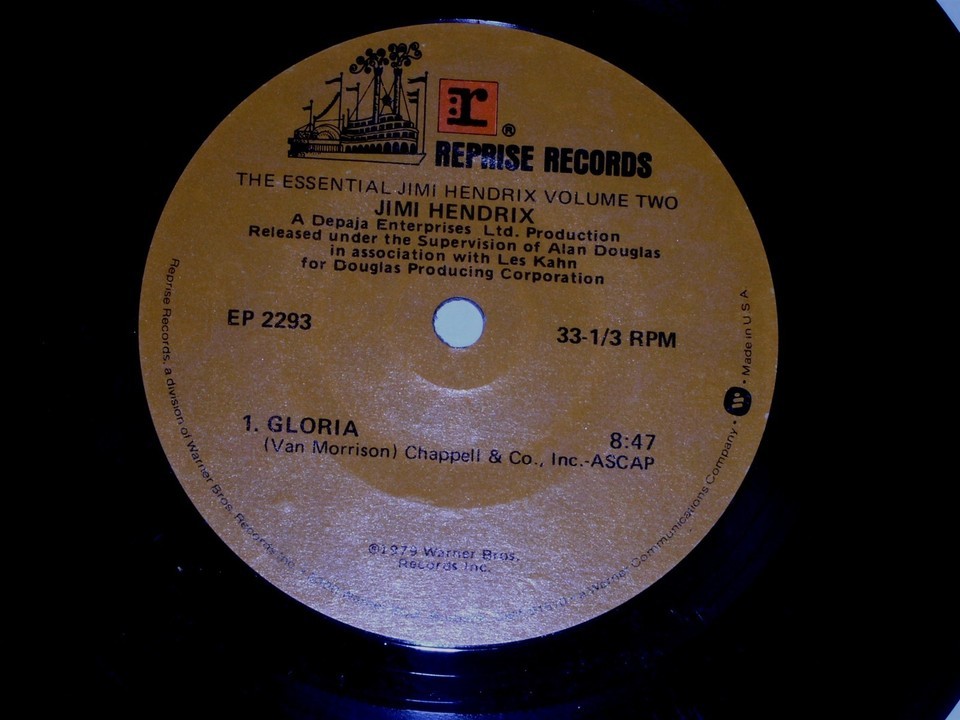 r ®
REPRISE RECORDS
THE ESSENTIAL JIMI HENDRIX VOLUME TWO
JIMI HENDRIX
A Depaja Enterprises Ltd. Production
Released under the Supervision of Alan Douglas
in association with Les Kahn
for Douglas Producing Corporation
EP 2293
33-1/3 RPM
1. GLORIA 8:47
(Van Morrison) Chappell & Co., Inc.-ASCAP
℗1979 Warner Bros.
Records Inc.
Reprise Records, a division of Warner Bros. Records Inc. a Warner Communications Company • Made in U S A